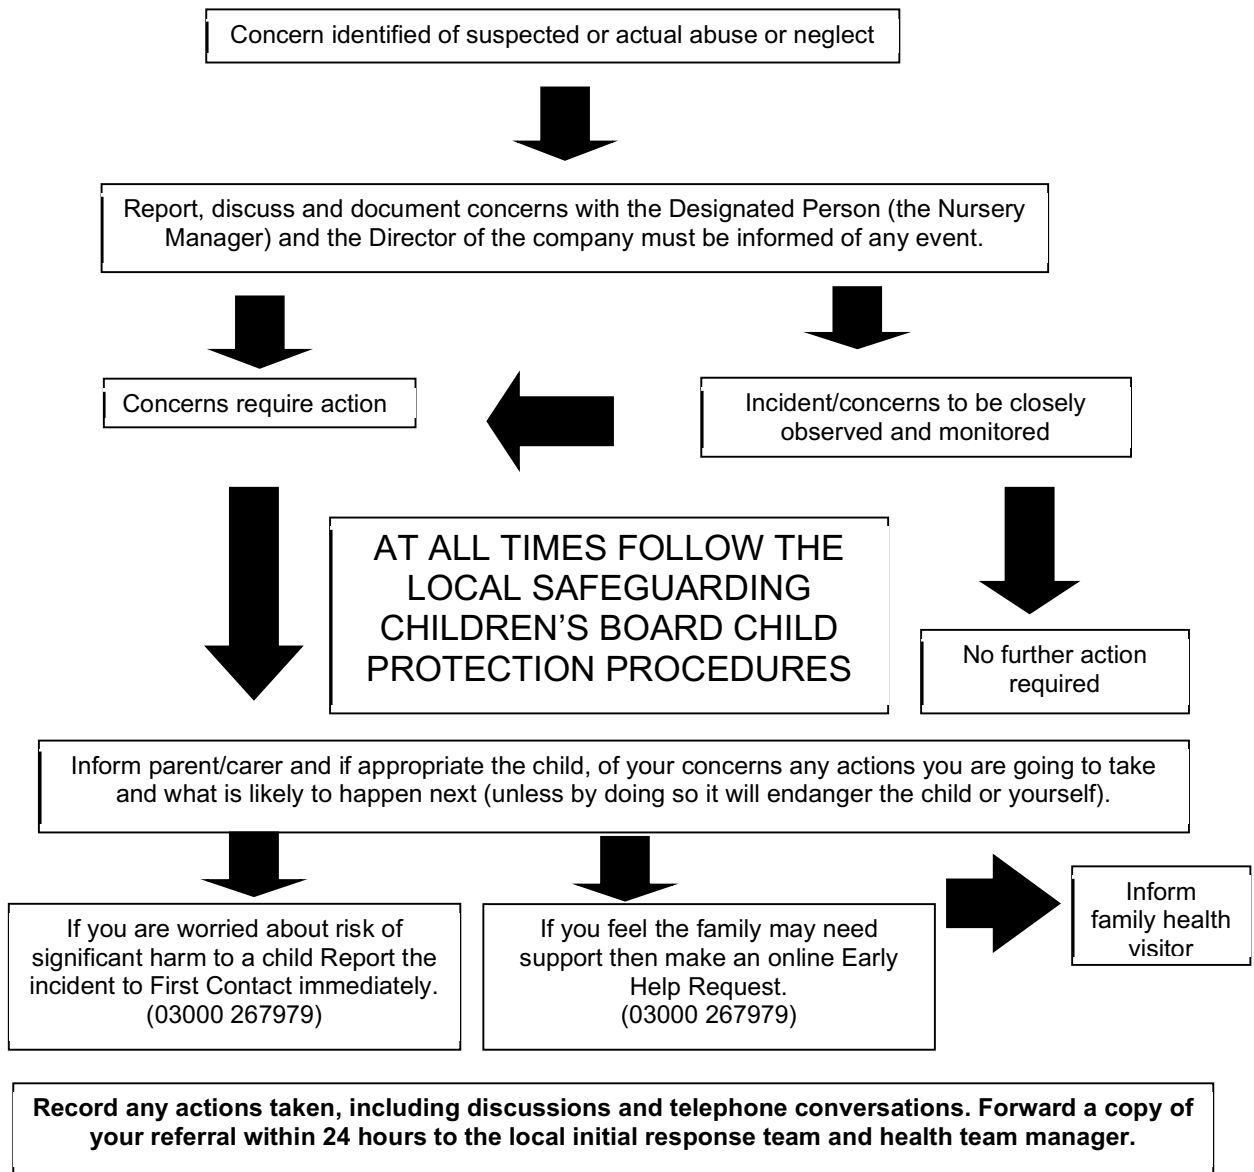 Concern identified of suspected or actual abuse or neglect
Report, discuss and document concerns with the Designated Person (the Nursery
Manager) and the Director of the company must be informed of any event.
Concerns require action
Incident/concerns to be closely
observed and monitored
AT ALL TIMES FOLLOW THE
LOCAL SAFEGUARDING
CHILDREN’S BOARD CHILD
PROTECTION PROCEDURES
No further action
required
Inform parent/carer and if appropriate the child, of your concerns any actions you are going to take
and what is likely to happen next (unless by doing so it will endanger the child or yourself).
If you are worried about risk of
significant harm to a child Report the
incident to First Contact immediately.
(03000 267979)
If you feel the family may need
support then make an online Early
Help Request.
(03000 267979)
Inform
family health
visitor
Record any actions taken, including discussions and telephone conversations. Forward a copy of
your referral within 24 hours to the local initial response team and health team manager.